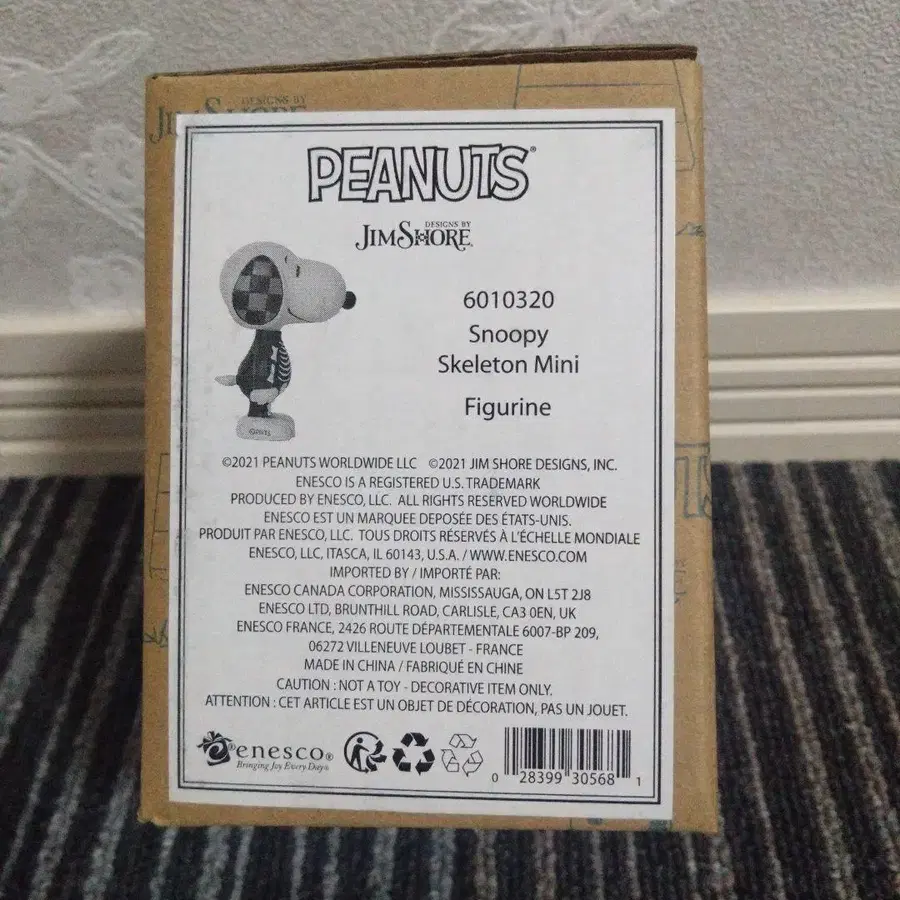 DESIGNS BY
JIM SHORE
PEANUTS®
DESIGNS BY
JIM SHORE.
6010320
Snoopy
Skeleton Mini
Figurine
©2021 PEANUTS WORLDWIDE LLC ©2021 JIM SHORE DESIGNS, INC.
ENESCO IS A REGISTERED U.S. TRADEMARK
PRODUCED BY ENESCO, LLC. ALL RIGHTS RESERVED WORLDWIDE
ENESCO EST UN MARQUEE DEPOSÉE DES ÉTATS-UNIS.
PRODUIT PAR ENESCO, LLC. TOUS DROITS RÉSERVÉS À L'ÉCHELLE MONDIALE
ENESCO, LLC, ITASCA, IL 60143, U.S.A. / WWW.ENESCO.COM
IMPORTED BY / IMPORTÉ PAR:
ENESCO CANADA CORPORATION, MISSISSAUGA, ON L5T 2J8
ENESCO LTD, BRUNTHILL ROAD, CARLISLE, CA3 0EN, UK
ENESCO FRANCE, 2426 ROUTE DÉPARTEMENTALE 6007-BP 209,
06272 VILLENEUVE LOUBET - FRANCE
MADE IN CHINA / FABRIQUÉ EN CHINE
CAUTION : NOT A TOY - DECORATIVE ITEM ONLY.
ATTENTION : CET ARTICLE EST UN OBJET DE DÉCORATION, PAS UN JOUET.
enesco®
Bringing Joy Every Day®
0 28399 30568 1